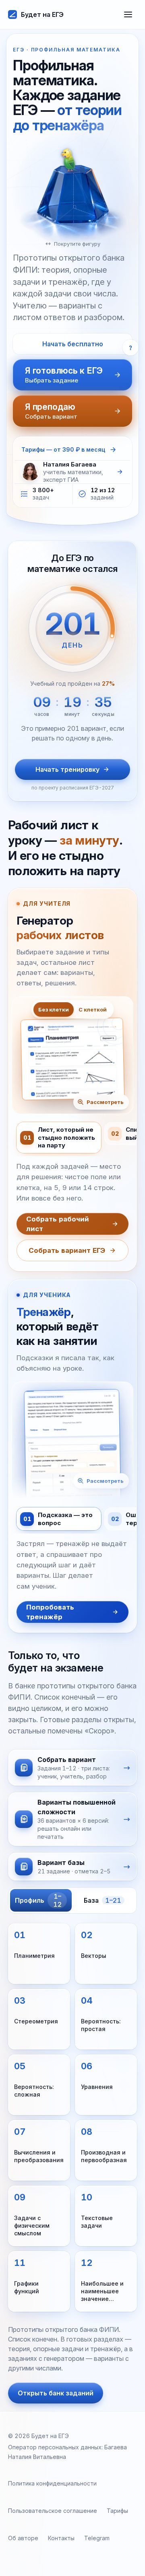 Будет на ЕГЭ
ЕГЭ · ПРОФИЛЬНАЯ МАТЕМАТИКА
Профильная
математика.
Каждое задание
ЕГЭ — от теории
до тренажёра
Покрутите фигуру
Прототипы открытого банка
ФИПИ: теория, опорные
задачи и тренажёр, где у
каждой задачи свои числа.
Учителю — варианты с
листом ответов и разбором.
Начать бесплатно
?
Я готовлюсь к ЕГЭ
Выбрать задание
Я преподаю
Собрать вариант
Тарифы — от 390 ₽ в месяц
Наталия Багаева
учитель математики,
эксперт ГИА
3 800+
задач
12 из 12
заданий
До ЕГЭ по
математике остался
201
ДЕНЬ
Учебный год пройден на 27%
09 : 19 : 35
часов минут секунды
Это примерно 201 вариант, если
решать по одному в день.
Начать тренировку
по проекту расписания ЕГЭ-2027
Рабочий лист к
уроку — за минуту.
И его не стыдно
положить на парту
ДЛЯ УЧИТЕЛЯ
Генератор
рабочих листов
Выбираете задание и типы
задач, остальное лист
делает сам: варианты,
ответы, решения.
Без клетки
С клеткой
Планиметрия
Рассмотреть
01
Лист, который не
стыдно положить
на парту
02
Под каждой задачей — место
для решения: чистое поле или
клетка, на 5, 9 или 14 строк.
Или вовсе без него.
Собрать рабочий
лист
Собрать вариант ЕГЭ
ДЛЯ УЧЕНИКА
Тренажёр,
который ведёт
как на занятии
Подсказки я писала так, как
объясняю на уроке.
Рассмотреть
01
Подсказка — это
вопрос
02
Застрял — тренажёр не выдаёт
ответ, а спрашивает про
следующий шаг и даёт
варианты. Дальше шагает
сам ученик.
Попробовать
тренажёр
Только то, что
будет на экзамене
В банке прототипы открытого банка
ФИПИ. Список конечный — его
видно целиком, и его можно
закрыть. Готовые разделы открыты,
остальные помечены «Скоро».
Собрать вариант
Задания 1–12 · три листа:
ученик, учитель, разбор
Варианты повышенной
сложности
36 вариантов × 6 версий:
решать онлайн или
печатать
Вариант базы
21 задание · отметка 2–5
Профиль 1–12
База 1–21
01
Планиметрия
02
Векторы
03
Стереометрия
04
Вероятность:
простая
05
Вероятность:
сложная
06
Уравнения
07
Вычисления и
преобразования
08
Производная и
первообразная
09
Задачи с
физическим
смыслом
10
Текстовые
задачи
11
Графики
функций
12
Наибольшее и
наименьшее
значение…
Прототипы открытого банка ФИПИ.
Список конечен. В готовых разделах —
теория, опорные задачи и тренажёр, а в
заданиях с генератором — варианты с
другими числами.
Открыть банк заданий
© 2026 Будет на ЕГЭ
Оператор персональных данных: Багаева
Наталия Витальевна
Политика конфиденциальности
Пользовательское соглашение Тарифы
Об авторе Контакты Telegram